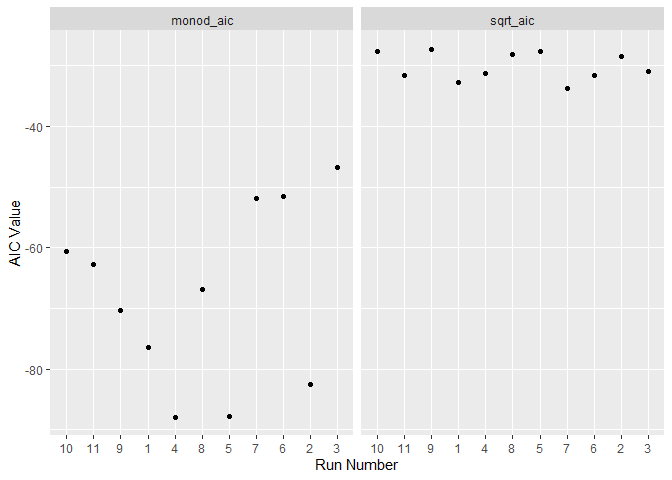 monod_aic sqrt_aic
AIC Value
-40
-60
-80
10 11 9 1 4 8 5 7 6 2 3 10 11 9 1 4 8 5 7 6 2 3
Run Number